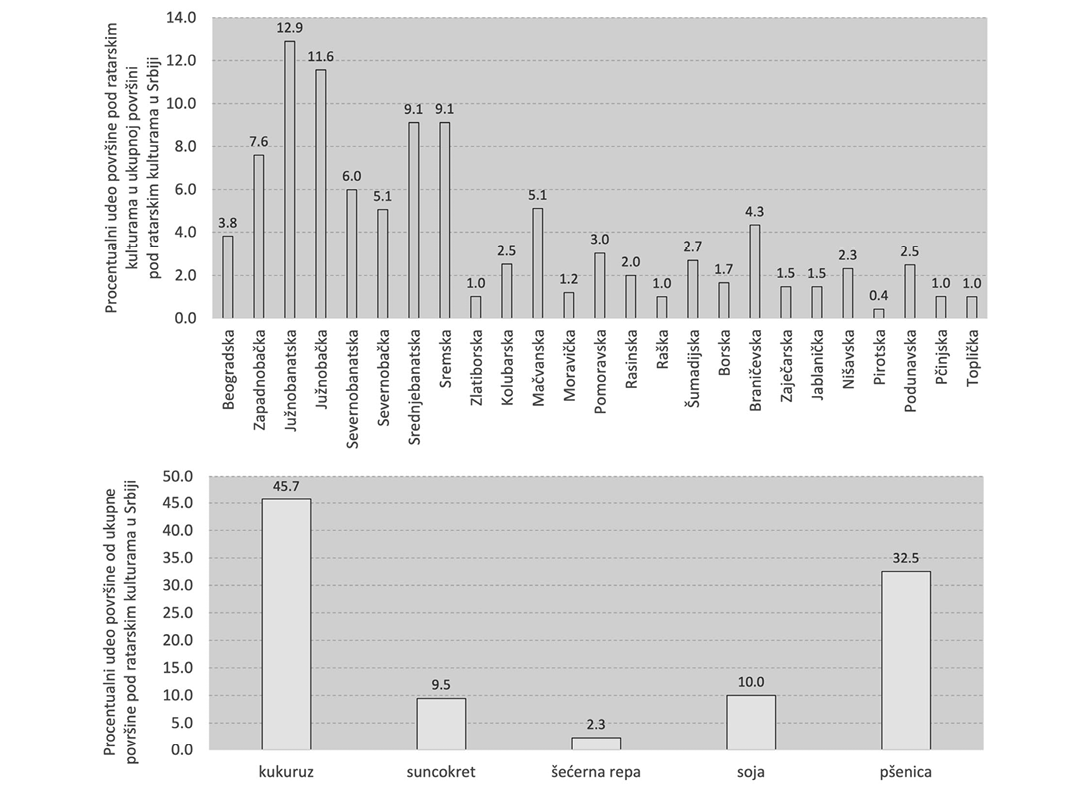 Procentualni udeo površine pod ratarskim
kulturama u ukupnoj površini
pod ratarskim kulturama u Srbiji
14.0
12.0
10.0
8.0
6.0
4.0
2.0
0.0
3.8
7.6
12.9
11.6
6.0
5.1
9.1
9.1
1.0
2.5
5.1
1.2
3.0
2.0
1.0
2.7
1.7
4.3
1.5
1.5
2.3
0.4
2.5
1.0
1.0
Beogradska
Zapadnobačka
Južnobanatska
Južnobačka
Severnobanatska
Severnobačka
Srednjebanatska
Sremska
Zlatiborska
Kolubarska
Mačvanska
Moravička
Pomoravska
Rasinska
Raška
Šumadijska
Borska
Braničevska
Zaječarska
Jablanička
Nišavska
Pirotska
Podunavska
Pčinjska
Toplička
Procentualni udeo površine od ukupne
površine pod ratarskim kulturama u Srbiji
50.0
45.0
40.0
35.0
30.0
25.0
20.0
15.0
10.0
5.0
0.0
45.7
9.5
2.3
10.0
32.5
kukuruz
suncokret
šećerna repa
soja
pšenica